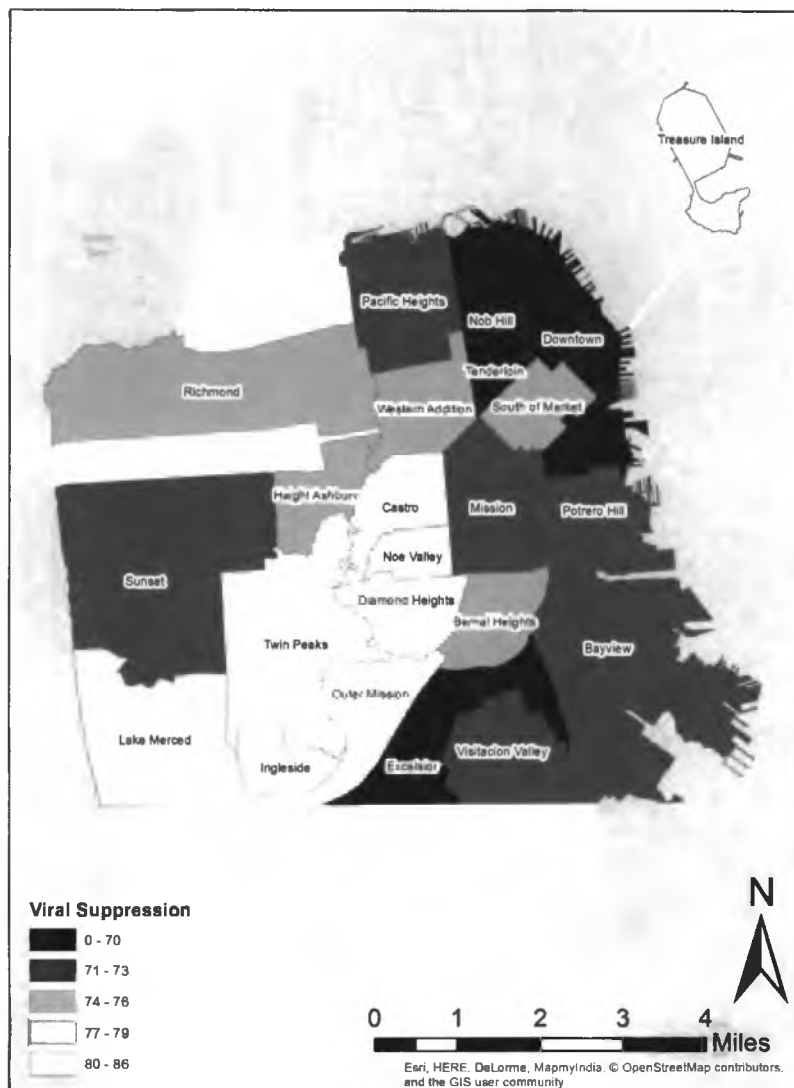 Treasure Island
Pacific Heights
Nob Hill
Downtown
Tenderloin
Richmond
Western Addition
South of Market
Haight Ashbury
Castro
Mission
Potrero Hill
Noe Valley
Sunset
Diamond Heights
Bernal Heights
Twin Peaks
Bayview
Outer Mission
Lake Merced
Visitacion Valley
Ingleside
Excelsior
Viral Suppression
0 - 70
71 - 73
74 - 76
77 - 79
80 - 86
N
0 1 2 3 4
Miles
Esri, HERE, DeLorme, MapmyIndia, © OpenStreetMap contributors,
and the GIS user community